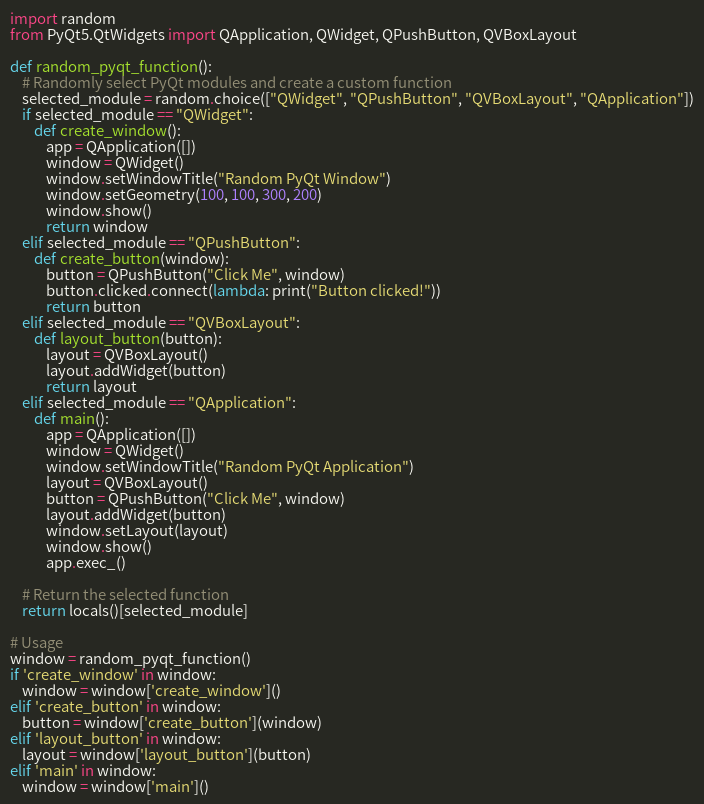 import random
from PyQt5.QtWidgets import QApplication, QWidget, QPushButton, QVBoxLayout

def random_pyqt_function():
    # Randomly select PyQt modules and create a custom function
    selected_module = random.choice(["QWidget", "QPushButton", "QVBoxLayout", "QApplication"])
    if selected_module == "QWidget":
        def create_window():
            app = QApplication([])
            window = QWidget()
            window.setWindowTitle("Random PyQt Window")
            window.setGeometry(100, 100, 300, 200)
            window.show()
            return window
    elif selected_module == "QPushButton":
        def create_button(window):
            button = QPushButton("Click Me", window)
            button.clicked.connect(lambda: print("Button clicked!"))
            return button
    elif selected_module == "QVBoxLayout":
        def layout_button(button):
            layout = QVBoxLayout()
            layout.addWidget(button)
            return layout
    elif selected_module == "QApplication":
        def main():
            app = QApplication([])
            window = QWidget()
            window.setWindowTitle("Random PyQt Application")
            layout = QVBoxLayout()
            button = QPushButton("Click Me", window)
            layout.addWidget(button)
            window.setLayout(layout)
            window.show()
            app.exec_()

    # Return the selected function
    return locals()[selected_module]

# Usage
window = random_pyqt_function()
if 'create_window' in window:
    window = window['create_window']()
elif 'create_button' in window:
    button = window['create_button'](window)
elif 'layout_button' in window:
    layout = window['layout_button'](button)
elif 'main' in window:
    window = window['main']()